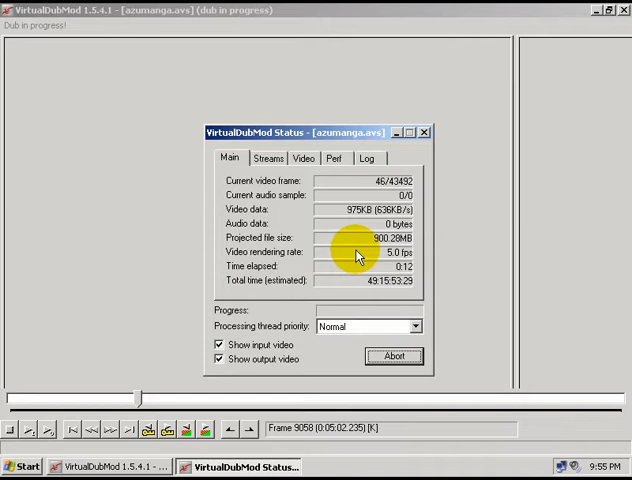 VirtualDubMod 1.5.4.1 - [azumanga.avs] (dub in progress)
Dub in progress!
VirtualDubMod Status - [azumanga.avs]
Main Streams Video Perf Log
Current video frame: 46/43492
Current audio sample: 0/0
Video data: 975KB (636KB/s)
Audio data: 0 bytes
Projected file size: 900.28MB
Video rendering rate: 5.0 fps
Time elapsed: 0:12
Total time (estimated): 49:15:53:29
Progress:
Processing thread priority: Normal
Show input video
Show output video
Abort
Frame 9058 (0:05:02.235) [K]
Start VirtualDubMod 1.5.4.1 - ... VirtualDubMod Status... 9:55 PM